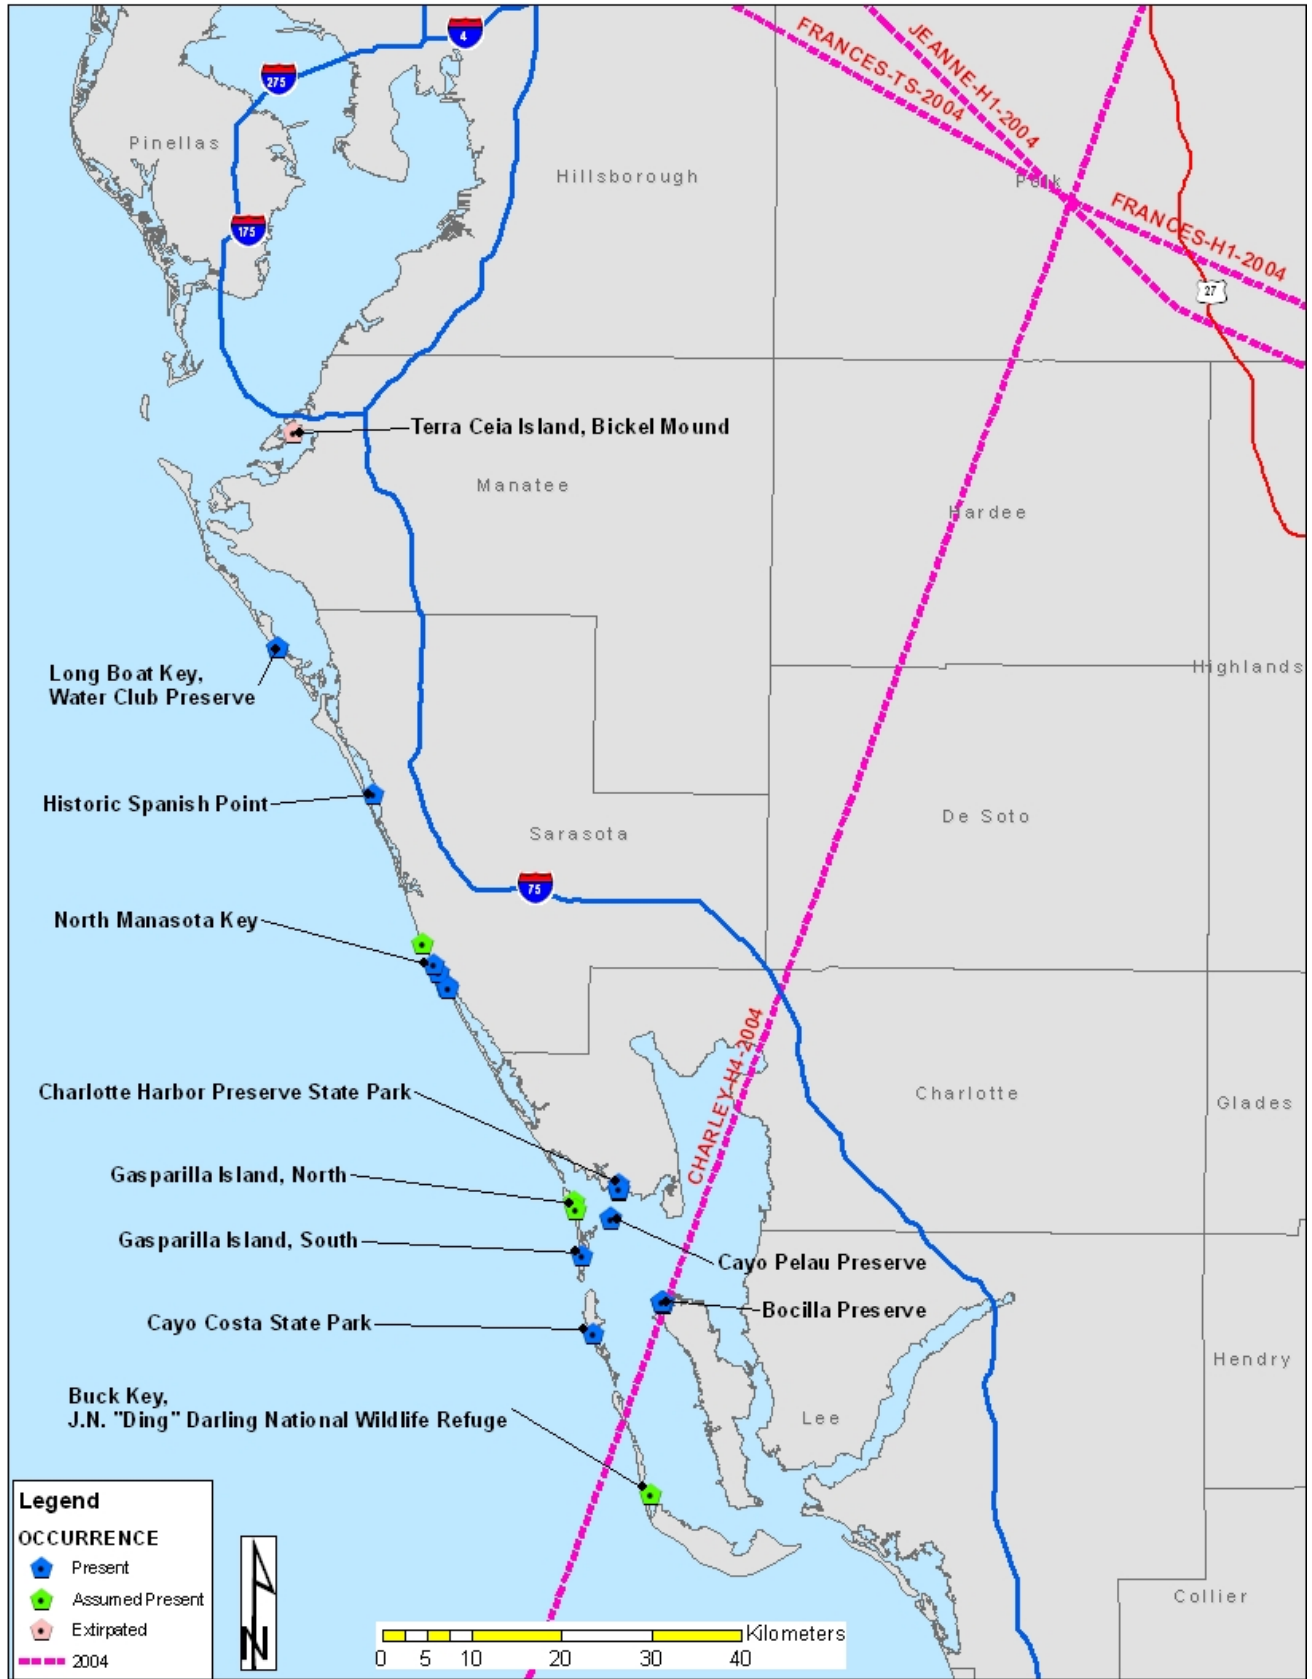 4
275
JEANNE-H1-2004
FRANCES-TS-2004
Pinellas
Hillsborough
Polk
FRANCES-H1-2004
175
27
Terra Ceia Island, Bickel Mound
Manatee
Hardee
Long Boat Key,
Water Club Preserve
Highlands
Historic Spanish Point
De Soto
Sarasota
75
North Manasota Key
CHARLEY-H4-2004
Charlotte Harbor Preserve State Park
Charlotte
Glades
Gasparilla Island, North
Gasparilla Island, South
Cayo Pelau Preserve
Bocilla Preserve
Cayo Costa State Park
Hendry
Buck Key,
J.N. "Ding" Darling National Wildlife Refuge
Lee
Collier
Legend
OCCURRENCE
Present
Assumed Present
Extirpated
2004
N
Kilometers
0 5 10 20 30 40